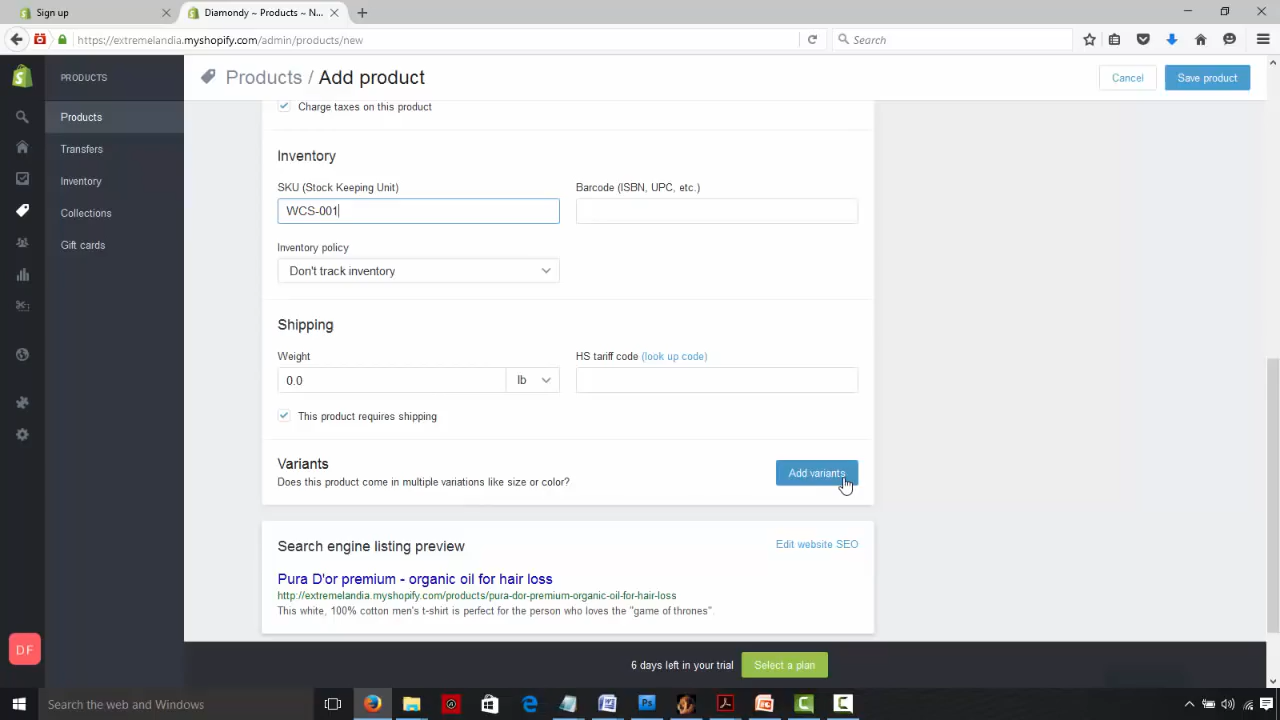 Sign up
Diamondy ~ Products ~ N...
https://extremelandia.myshopify.com/admin/products/new
Search
PRODUCTS
Products / Add product
Cancel
Save product
Products
Transfers
Inventory
Collections
Gift cards
Charge taxes on this product
Inventory
SKU (Stock Keeping Unit)
Barcode (ISBN, UPC, etc.)
WCS-001
Inventory policy
Don't track inventory
Shipping
Weight
HS tariff code (look up code)
0.0
lb
This product requires shipping
Variants
Does this product come in multiple variations like size or color?
Add variants
Search engine listing preview
Edit website SEO
Pura D'or premium - organic oil for hair loss
http://extremelandia.myshopify.com/products/pura-dor-premium-organic-oil-for-hair-loss
This white, 100% cotton men's t-shirt is perfect for the person who loves the "game of thrones".
DF
6 days left in your trial
Select a plan
Search the web and Windows